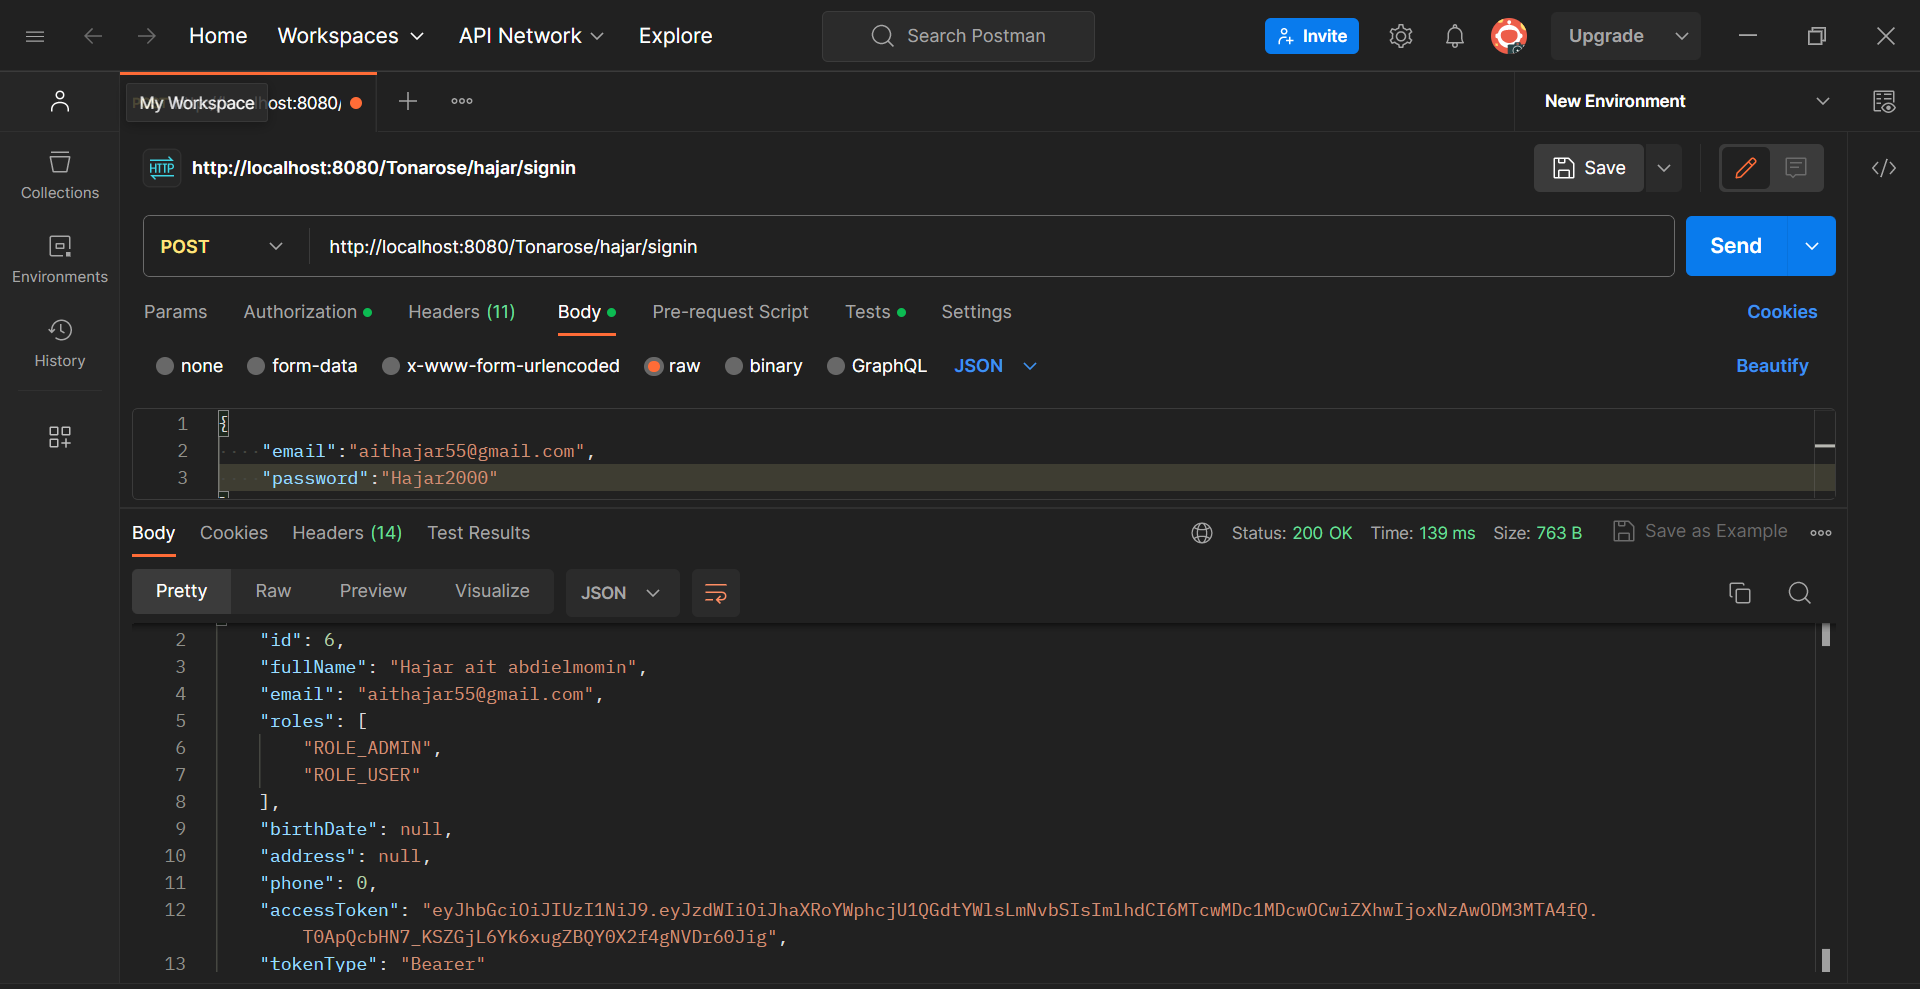 Home Workspaces API Network Explore Search Postman Invite Upgrade
My Workspace ost:8080/ New Environment
HTTP http://localhost:8080/Tonarose/hajar/signin Save </>
Collections
POST http://localhost:8080/Tonarose/hajar/signin Send
Environments
Params Authorization Headers (11) Body Pre-request Script Tests Settings Cookies
History
none form-data x-www-form-urlencoded raw binary GraphQL JSON Beautify
1 {
2 "email":"aithajar55@gmail.com",
3 "password":"Hajar2000"
Body Cookies Headers (14) Test Results Status: 200 OK Time: 139 ms Size: 763 B Save as Example
Pretty Raw Preview Visualize JSON
2 "id": 6,
3 "fullName": "Hajar ait abdielmomin",
4 "email": "aithajar55@gmail.com",
5 "roles": [
6 "ROLE_ADMIN",
7 "ROLE_USER"
8 ],
9 "birthDate": null,
10 "address": null,
11 "phone": 0,
12 "accessToken": "eyJhbGciOiJIUzI1NiJ9.eyJzdWIiOiJhaXRoYWphcjU1QGdtYWlsLmNvbSIsImlhdCI6MTcwMDc1MDcwOCwiZXhwIjoxNzAwODM3MTA4fQ.
T0ApQcbHN7_KSZGjL6Yk6xugZBQY0X2f4gNVDr60Jig",
13 "tokenType": "Bearer"